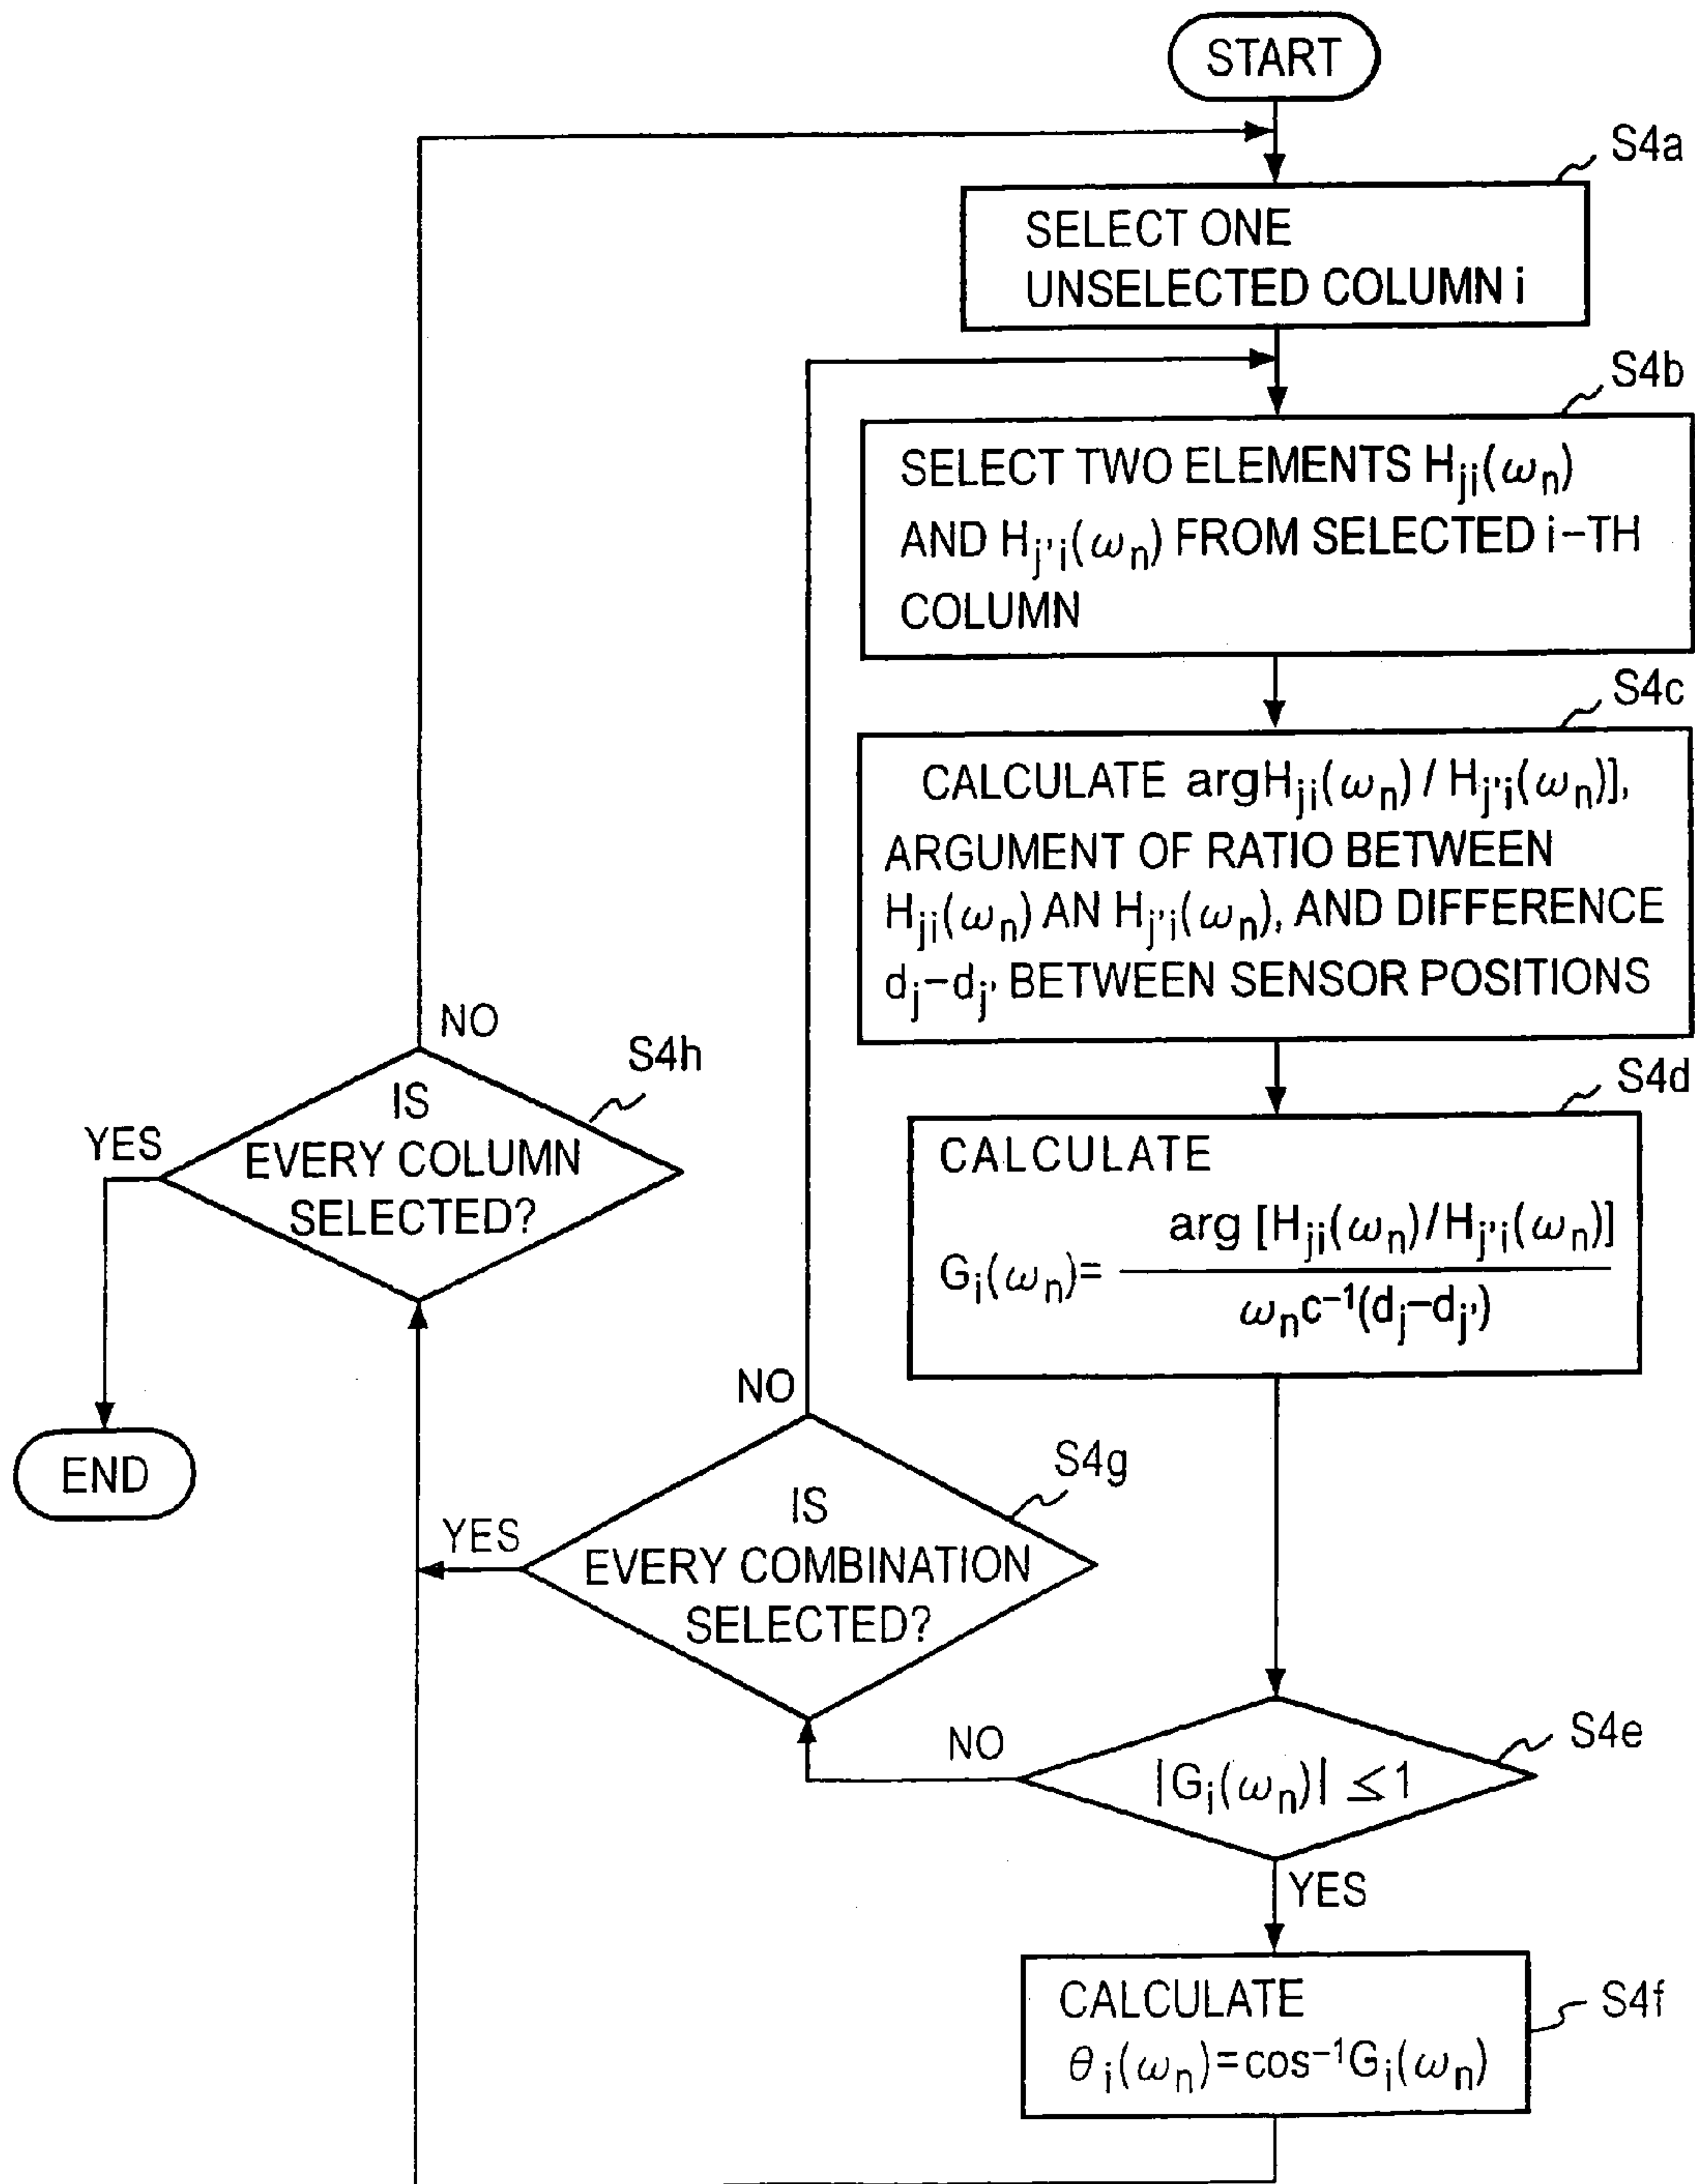 START
S4a
SELECT ONE
UNSELECTED COLUMN i
S4b
SELECT TWO ELEMENTS Hji(ωn)
AND Hj'i(ωn) FROM SELECTED i-TH
COLUMN
S4c
CALCULATE argHji(ωn) / Hj'i(ωn)],
ARGUMENT OF RATIO BETWEEN
Hji(ωn) AN Hj'i(ωn), AND DIFFERENCE
dj-dj' BETWEEN SENSOR POSITIONS
S4d
CALCULATE
arg [Hji(ωn)/Hj'i(ωn)]
Gi(ωn)=
ωnc⁻¹(dj-dj')
NO
S4h
IS
EVERY COLUMN
SELECTED?
YES
END
NO
S4g
IS
EVERY COMBINATION
SELECTED?
YES
NO
S4e
|Gi(ωn)| ≤1
YES
S4f
CALCULATE
θi(ωn)=cos⁻¹Gi(ωn)